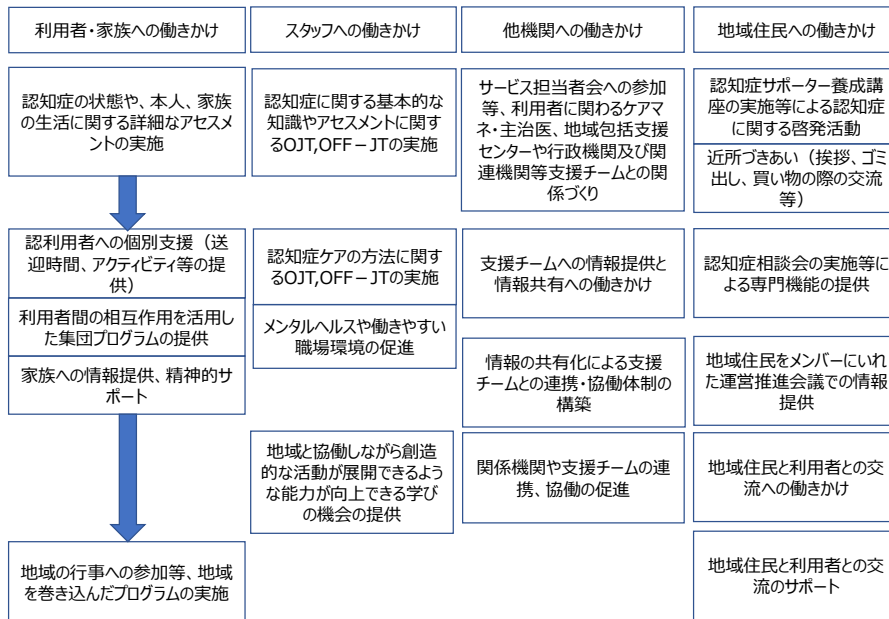 利用者・家族への働きかけ
スタッフへの働きかけ
他機関への働きかけ
地域住民への働きかけ
認知症の状態や、本人、家族
の生活に関する詳細なアセスメ
ントの実施
認知症に関する基本的な
知識やアセスメントに関す
るOJT,OFF－JTの実施
サービス担当者会への参加
等、利用者に関わるケアマ
ネ・主治医、地域包括支援
センターや行政機関及び関
連機関等支援チームとの関
係づくり
認知症サポーター養成講
座の実施等による認知症
に関する啓発活動
近所づきあい（挨拶、ゴミ
出し、買い物の際の交流
等）
認利用者への個別支援（送
迎時間、アクティビティ等の提
供）
利用者間の相互作用を活用し
た集団プログラムの提供
家族への情報提供、精神的サ
ポート
認知症ケアの方法に関す
るOJT,OFF－JTの実施
メンタルヘルスや働きやすい
職場環境の促進
支援チームへの情報提供と
情報共有への働きかけ
認知症相談会の実施等に
よる専門機能の提供
情報の共有化による支援
チームとの連携・協働体制の
構築
地域住民をメンバーにいれ
た運営推進会議での情報
提供
地域と協働しながら創造
的な活動が展開できるよう
な能力が向上できる学び
の機会の提供
関係機関や支援チームの連
携、協働の促進
地域住民と利用者との交
流への働きかけ
地域の行事への参加等、地域
を巻き込んだプログラムの実施
地域住民と利用者との交
流のサポート